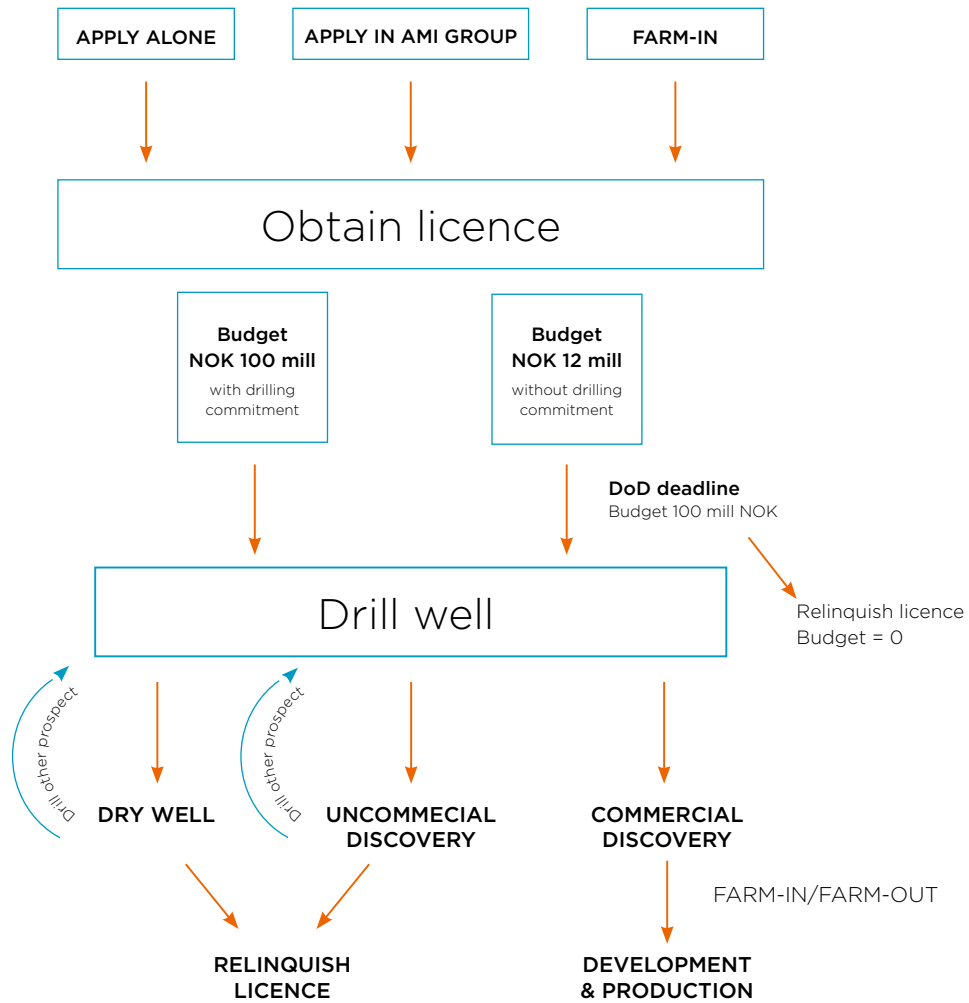 APPLY ALONE
APPLY IN AMI GROUP
FARM-IN
Obtain licence
Budget
NOK 100 mill
with drilling
commitment
Budget
NOK 12 mill
without drilling
commitment
DoD deadline
Budget 100 mill NOK
Drill well
Relinquish licence
Budget = 0
Drill other prospect
Drill other prospect
DRY WELL
UNCOMMECIAL
DISCOVERY
COMMERCIAL
DISCOVERY
FARM-IN/FARM-OUT
RELINQUISH
LICENCE
DEVELOPMENT
& PRODUCTION